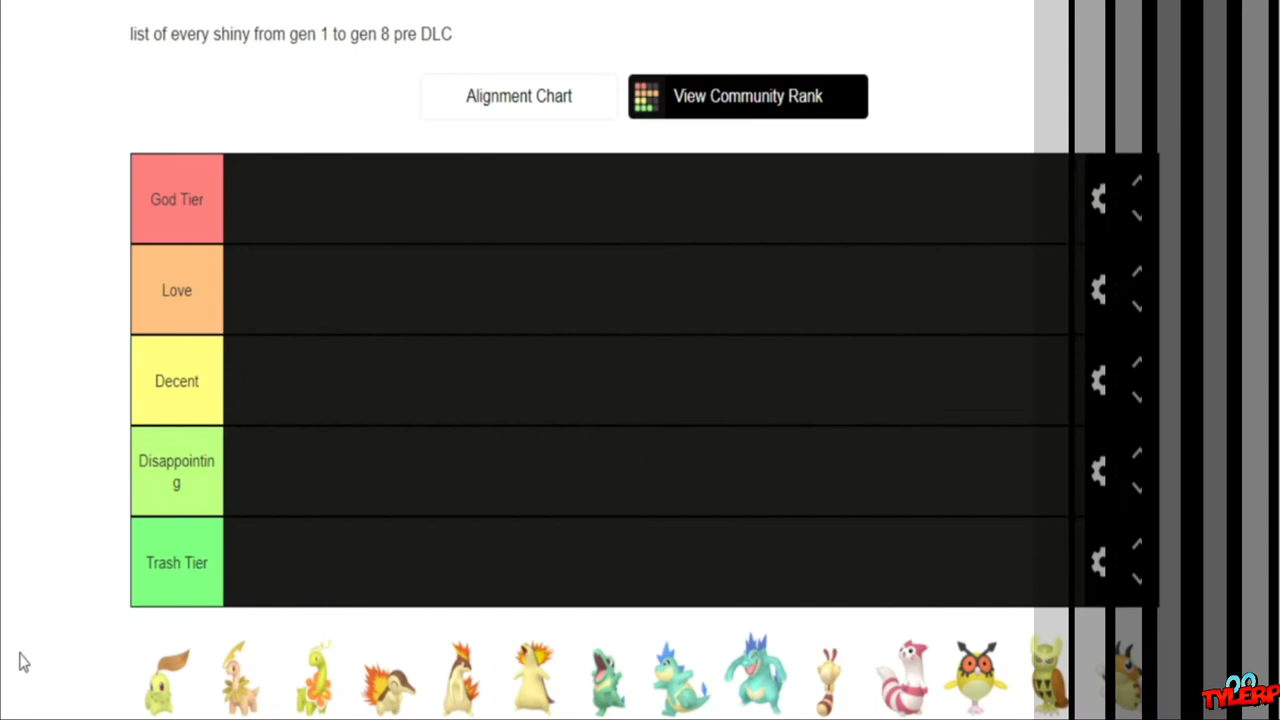 list of every shiny from gen 1 to gen 8 pre DLC
Alignment Chart
View Community Rank
God Tier
Love
Decent
Disappointin
g
Trash Tier
TYLERP